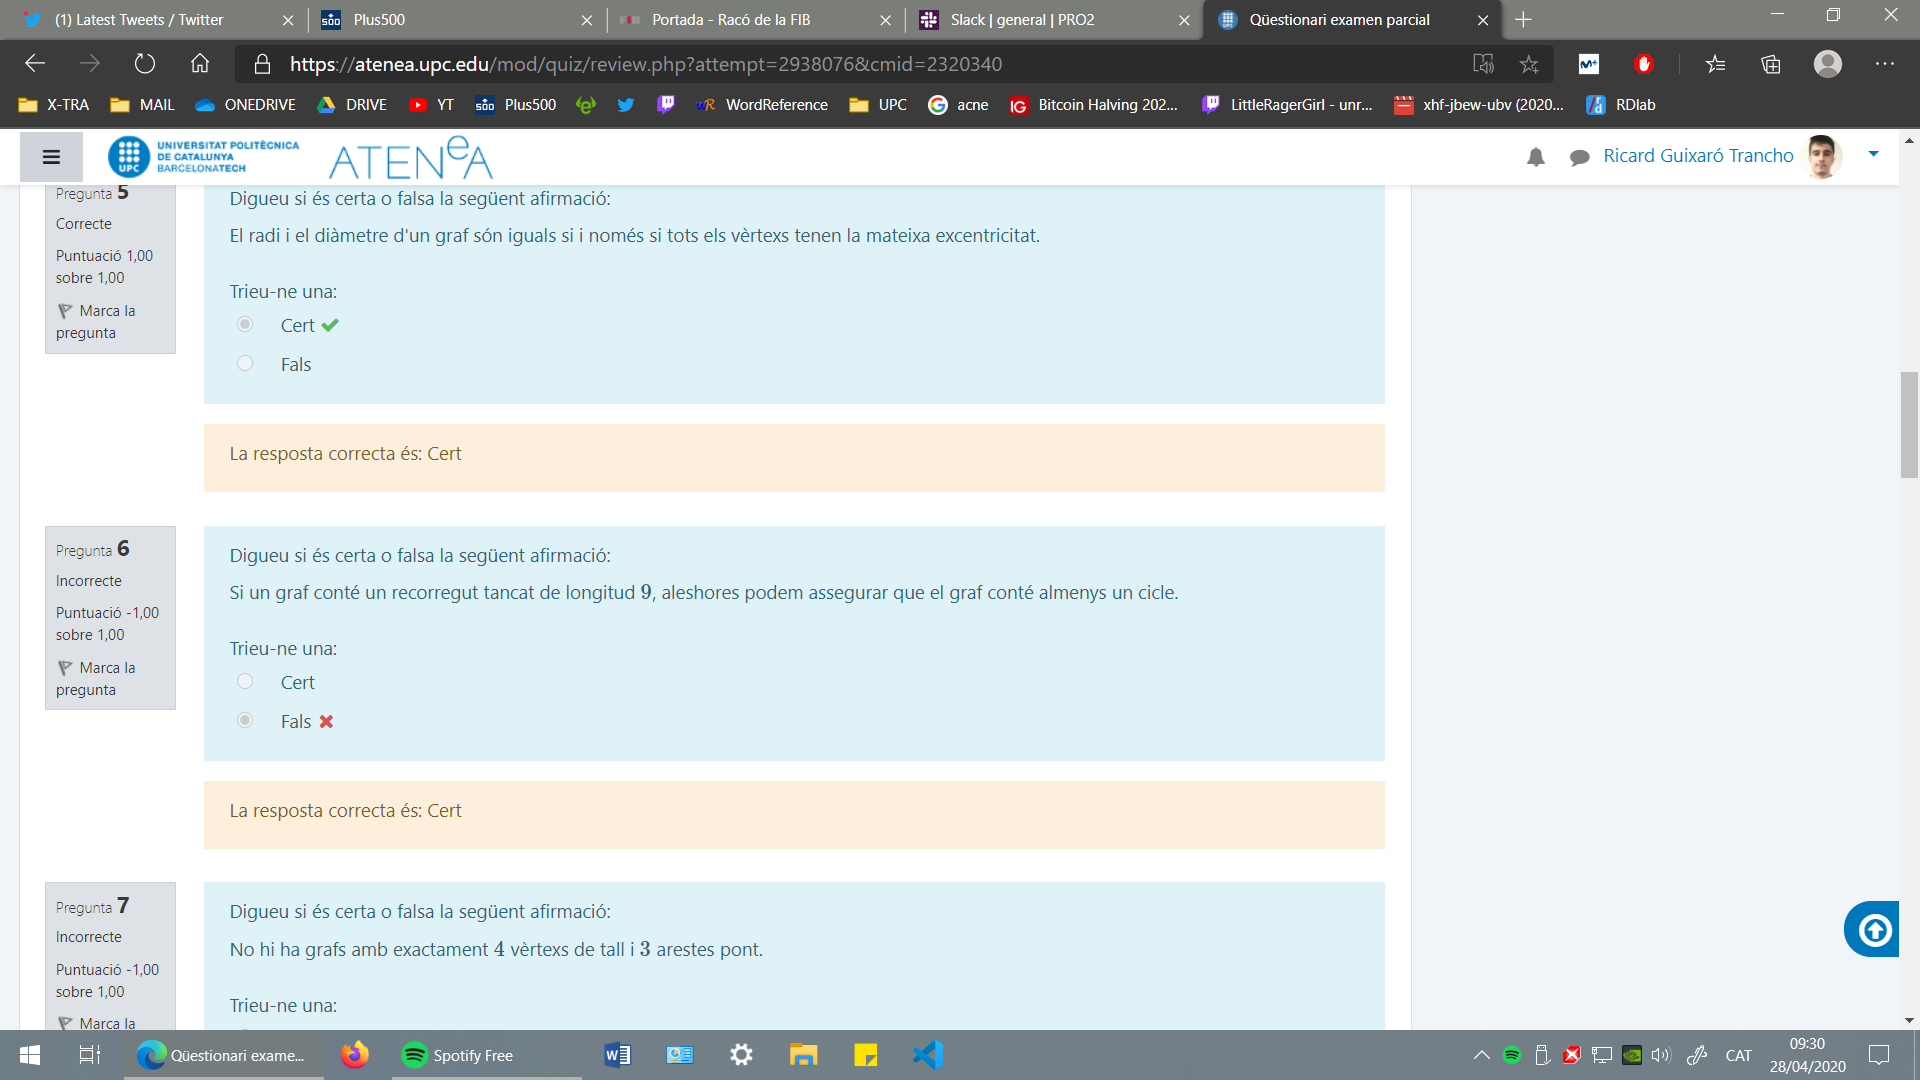 (1) Latest Tweets / Twitter
Plus500
Portada - Racó de la FIB
Slack | general | PRO2
Qüestionari examen parcial
https://atenea.upc.edu/mod/quiz/review.php?attempt=2938076&cmid=2320340
X-TRA MAIL ONEDRIVE DRIVE YT Plus500 WordReference UPC acne Bitcoin Halving 202... LittleRagerGirl - unr... xhf-jbew-ubv (2020... RDlab
UPC
UNIVERSITAT POLITÈCNICA
DE CATALUNYA
BARCELONATECH
ATENeA
Ricard Guixaró Trancho
Pregunta 5
Correcte
Puntuació 1,00
sobre 1,00
Marca la
pregunta
Digueu si és certa o falsa la següent afirmació:
El radi i el diàmetre d'un graf són iguals si i només si tots els vèrtexs tenen la mateixa excentricitat.
Trieu-ne una:
Cert
Fals
La resposta correcta és: Cert
Pregunta 6
Incorrecte
Puntuació -1,00
sobre 1,00
Marca la
pregunta
Digueu si és certa o falsa la següent afirmació:
Si un graf conté un recorregut tancat de longitud 9, aleshores podem assegurar que el graf conté almenys un cicle.
Trieu-ne una:
Cert
Fals
La resposta correcta és: Cert
Pregunta 7
Incorrecte
Puntuació -1,00
sobre 1,00
Marca la
Digueu si és certa o falsa la següent afirmació:
No hi ha grafs amb exactament 4 vèrtexs de tall i 3 arestes pont.
Trieu-ne una:
Qüestionari exame...
Spotify Free
CAT
09:30
28/04/2020